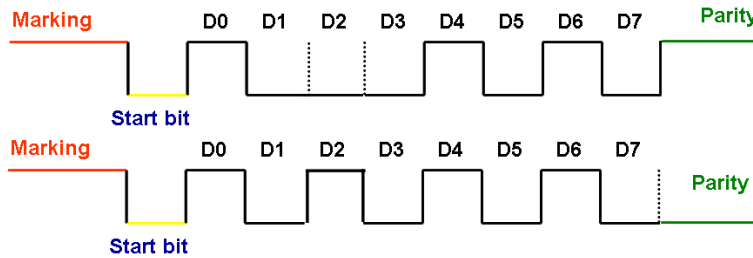 Marking D0 D1 D2 D3 D4 D5 D6 D7 Parity
Start bit
Marking D0 D1 D2 D3 D4 D5 D6 D7
Parity
Start bit